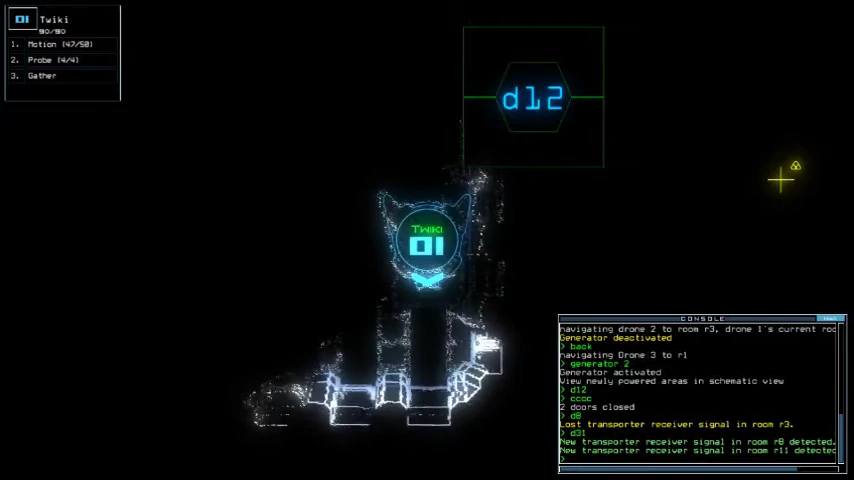 01 Twiki
90/90
1. Motion (47/50)
2. Probe (4/4)
3. Gather
d12
Twiki
01
CONSOLE
navigating drone 2 to room r3, drone 1's current roo
Generator deactivated
> back
navigating Drone 3 to r1
> generator 2
Generator activated
View newly powered areas in schematic view
> d12
> cccc
2 doors closed
> d8
Lost transporter receiver signal in room r3.
> d31
New transporter receiver signal in room r8 detected.
New transporter receiver signal in room r11 detected
>